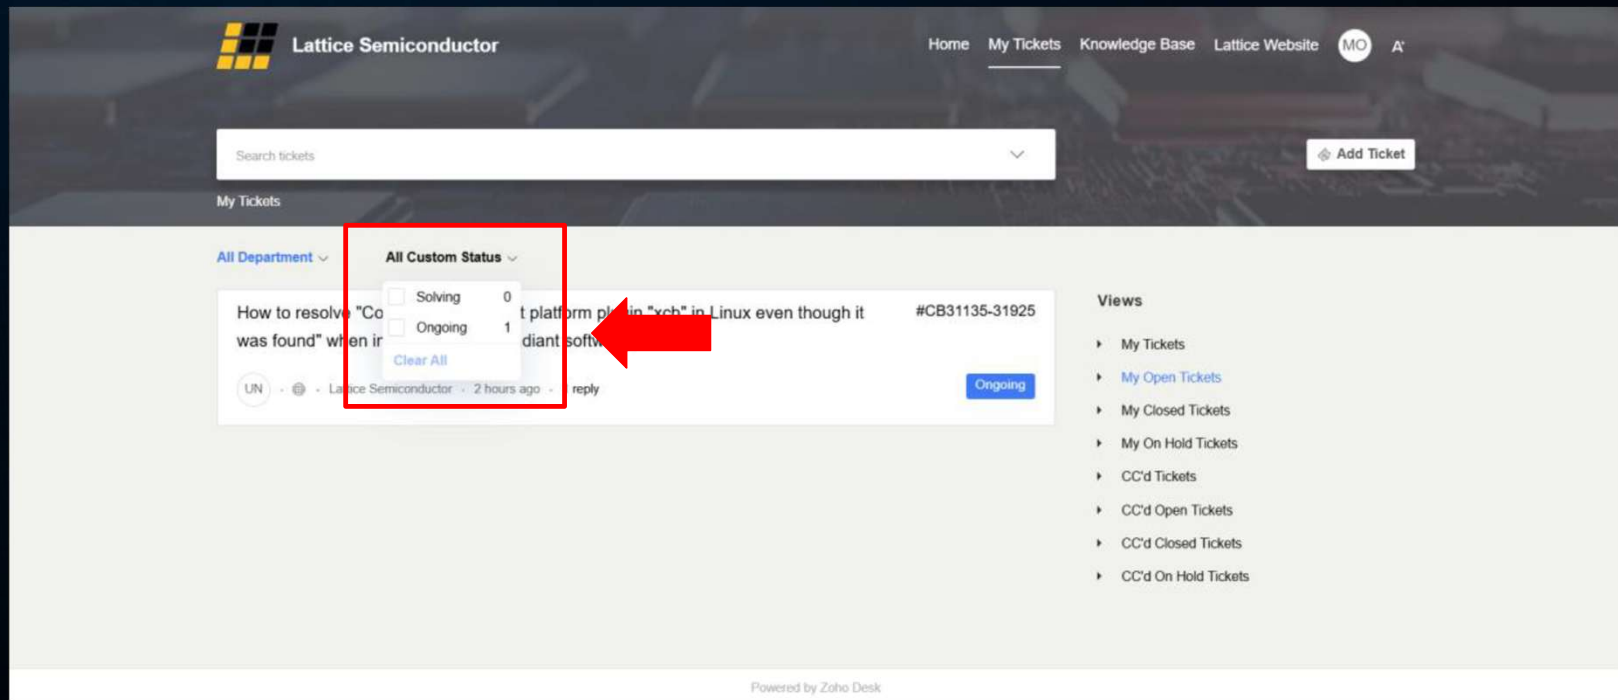 Lattice Semiconductor
Home My Tickets Knowledge Base Lattice Website MO A+
Search tickets
Add Ticket
My Tickets
All Department
All Custom Status
Solving 0
Ongoing 1
Clear All
How to resolve "Co t platform pl in "xcb" in Linux even though it
was found" when in diant softw
#CB31135-31925
UN · Lattice Semiconductor · 2 hours ago · reply
Ongoing
Views
My Tickets
My Open Tickets
My Closed Tickets
My On Hold Tickets
CC'd Tickets
CC'd Open Tickets
CC'd Closed Tickets
CC'd On Hold Tickets
Powered by Zoho Desk